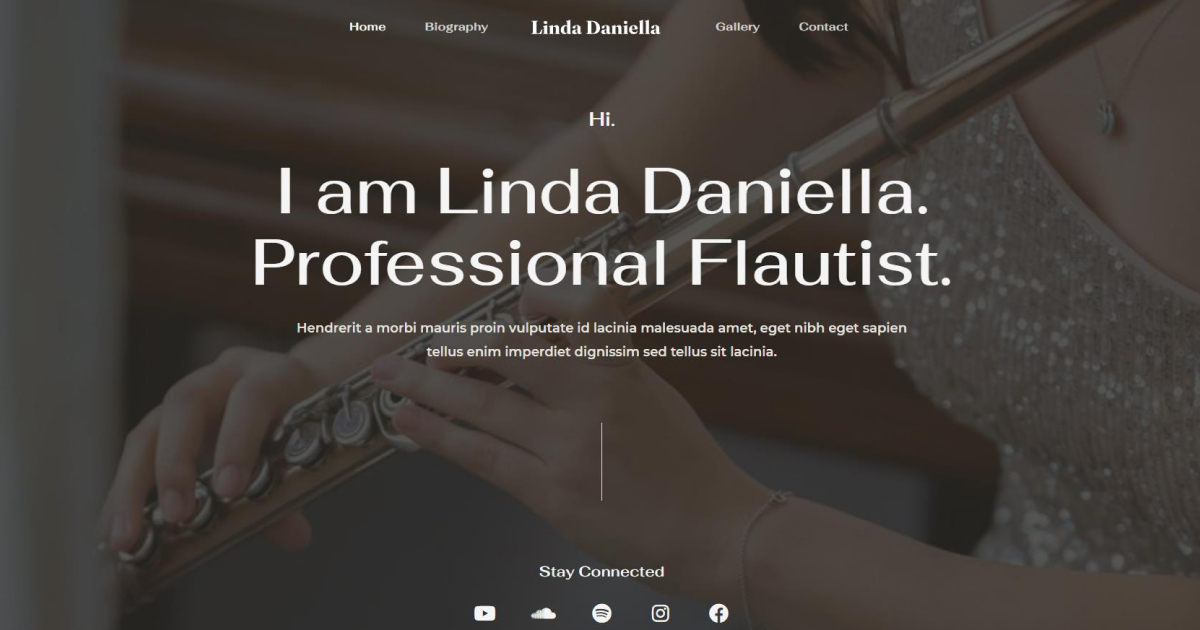 Home Biography Linda Daniella Gallery Contact
Hi.
I am Linda Daniella.
Professional Flautist.
Hendrerit a morbi mauris proin vulputate id lacinia malesuada amet, eget nibh eget sapien
tellus enim imperdiet dignissim sed tellus sit lacinia.
Stay Connected